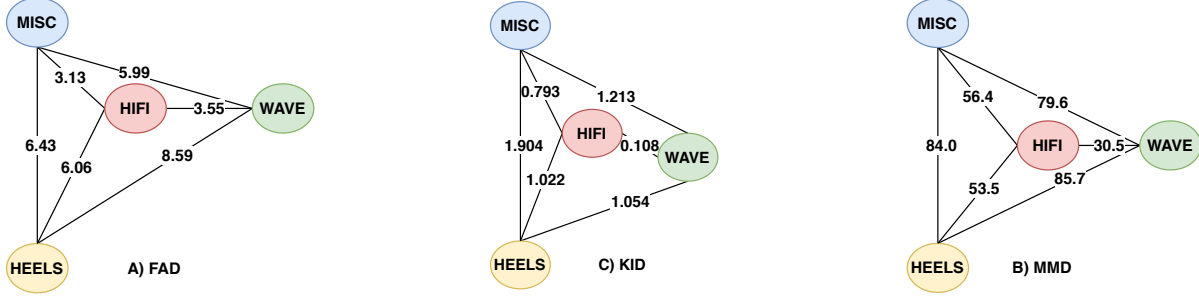 MISC
3.13
5.99
HIFI
3.55
WAVE
6.43
6.06
8.59
HEELS
A) FAD
MISC
0.793
1.213
HIFI
0.108
WAVE
1.904
1.022
1.054
HEELS
C) KID
MISC
56.4
79.6
84.0
HIFI
30.5
WAVE
53.5
85.7
HEELS
B) MMD